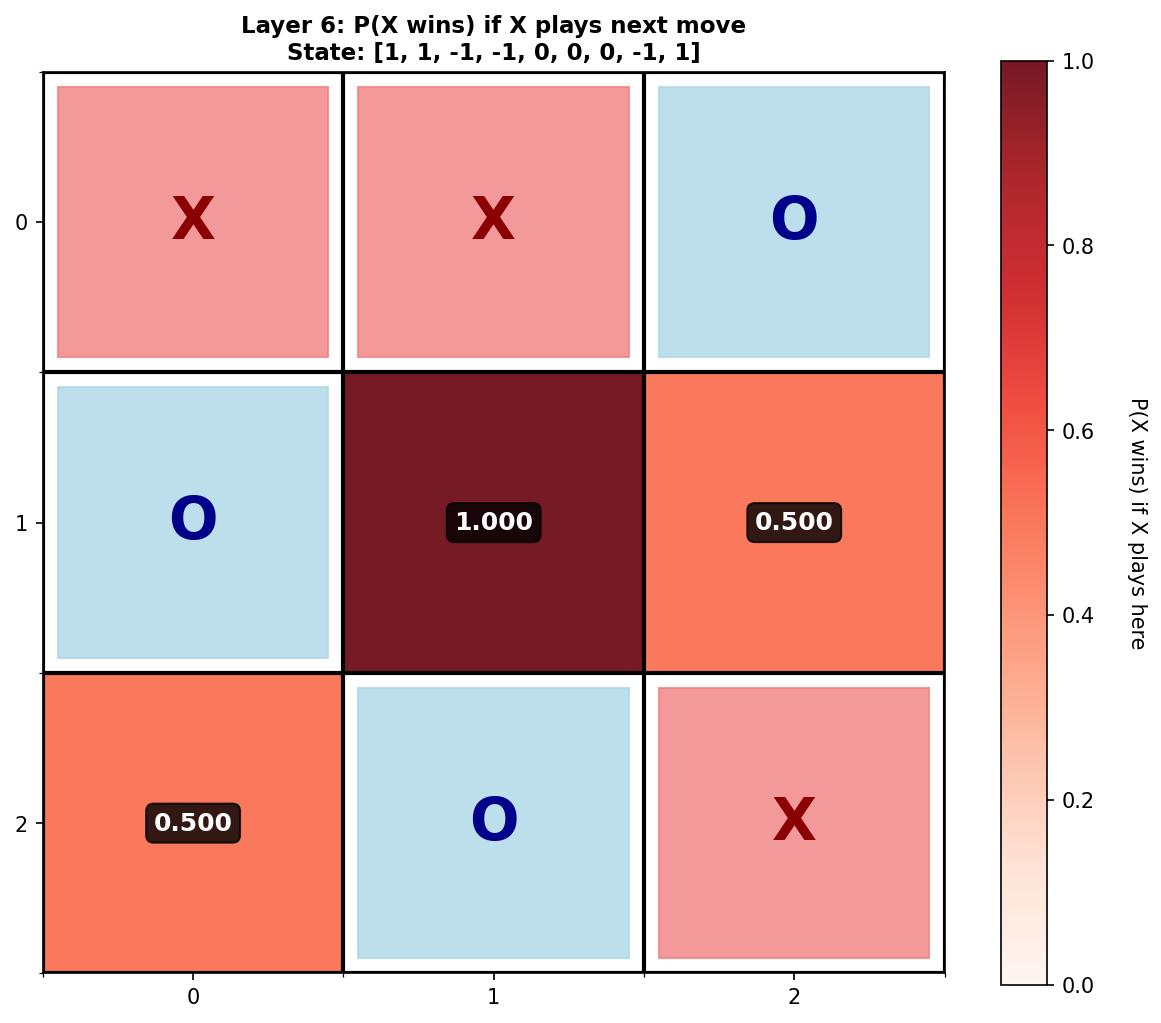 Layer 6: P(X wins) if X plays next move
State: [1, 1, -1, -1, 0, 0, 0, -1, 1]
X
X
O
O
1.000
0.500
0.500
O
X
0
1
2
0
1
2
1.0
0.8
0.6
0.4
0.2
0.0
P(X wins) if X plays here